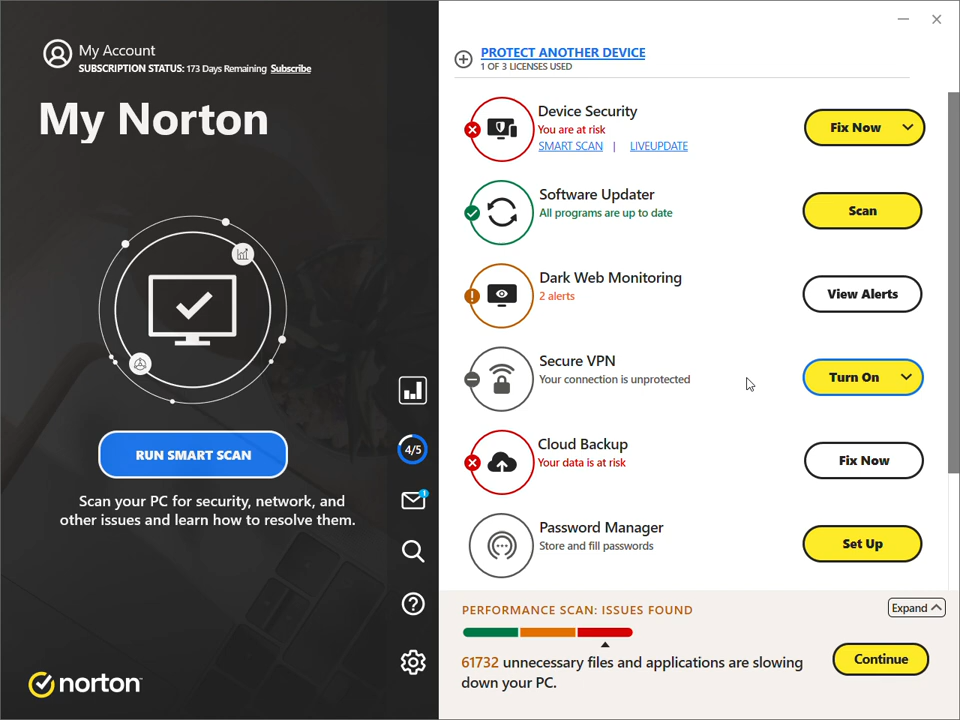 My Account
SUBSCRIPTION STATUS: 173 Days Remaining Subscribe
My Norton
RUN SMART SCAN
Scan your PC for security, network, and
other issues and learn how to resolve them.
norton
4/5
1
PROTECT ANOTHER DEVICE
1 OF 3 LICENSES USED
Device Security
You are at risk
SMART SCAN | LIVEUPDATE
Fix Now
Software Updater
All programs are up to date
Scan
Dark Web Monitoring
2 alerts
View Alerts
Secure VPN
Your connection is unprotected
Turn On
Cloud Backup
Your data is at risk
Fix Now
Password Manager
Store and fill passwords
Set Up
PERFORMANCE SCAN: ISSUES FOUND
Expand
61732 unnecessary files and applications are slowing
down your PC.
Continue